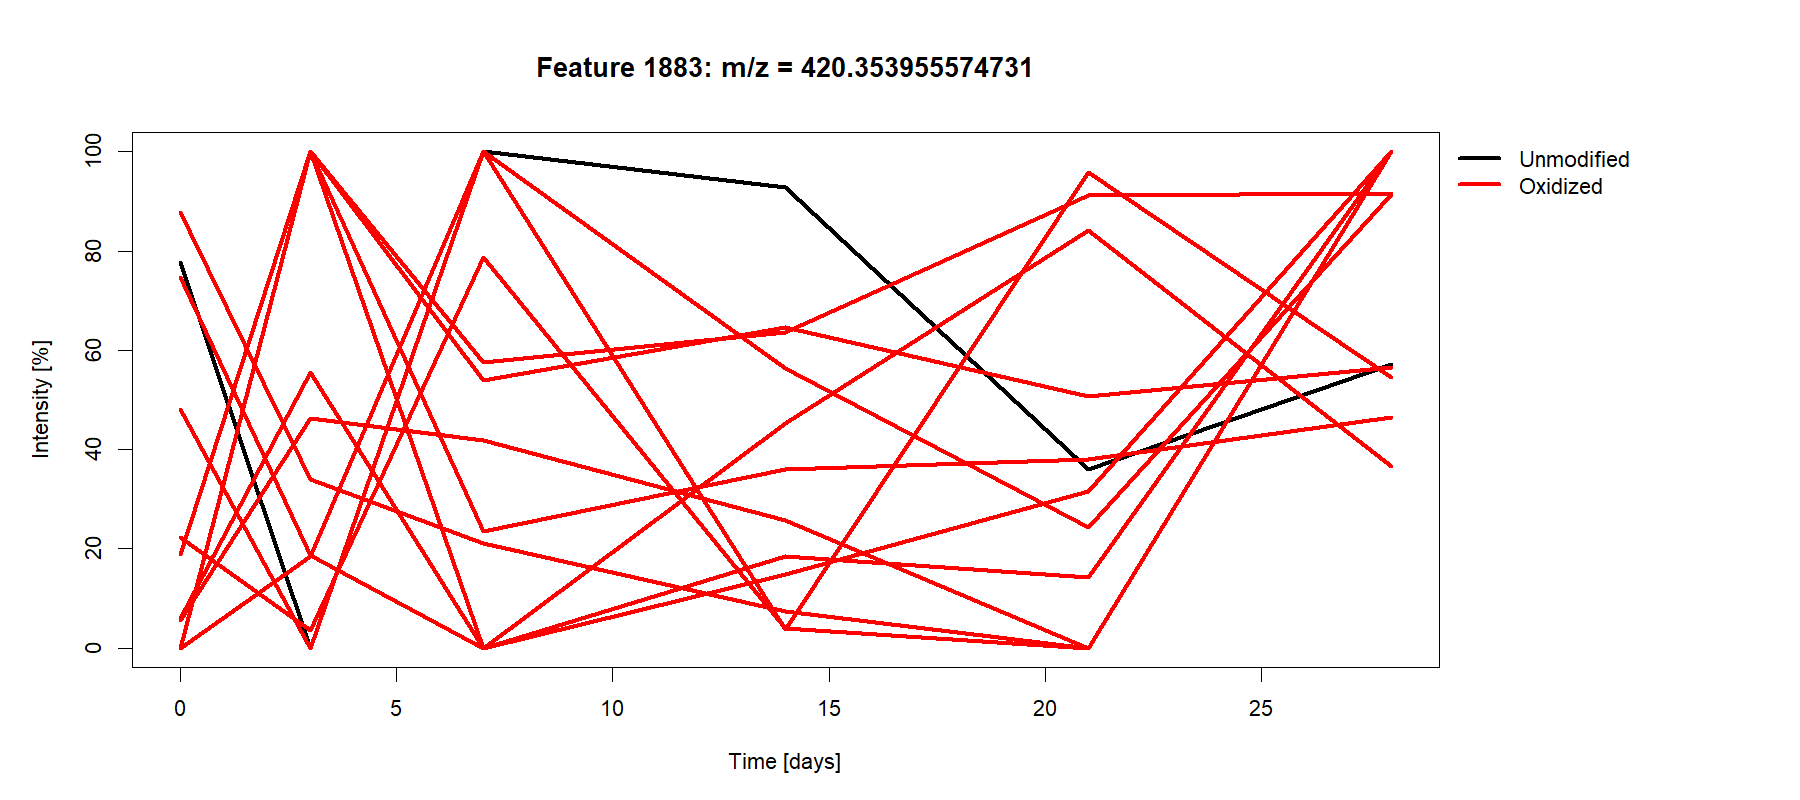 Feature 1883: m/z = 420.353955574731
Unmodified
Oxidized
Intensity [%]
100
80
60
40
20
0
0 5 10 15 20 25
Time [days]